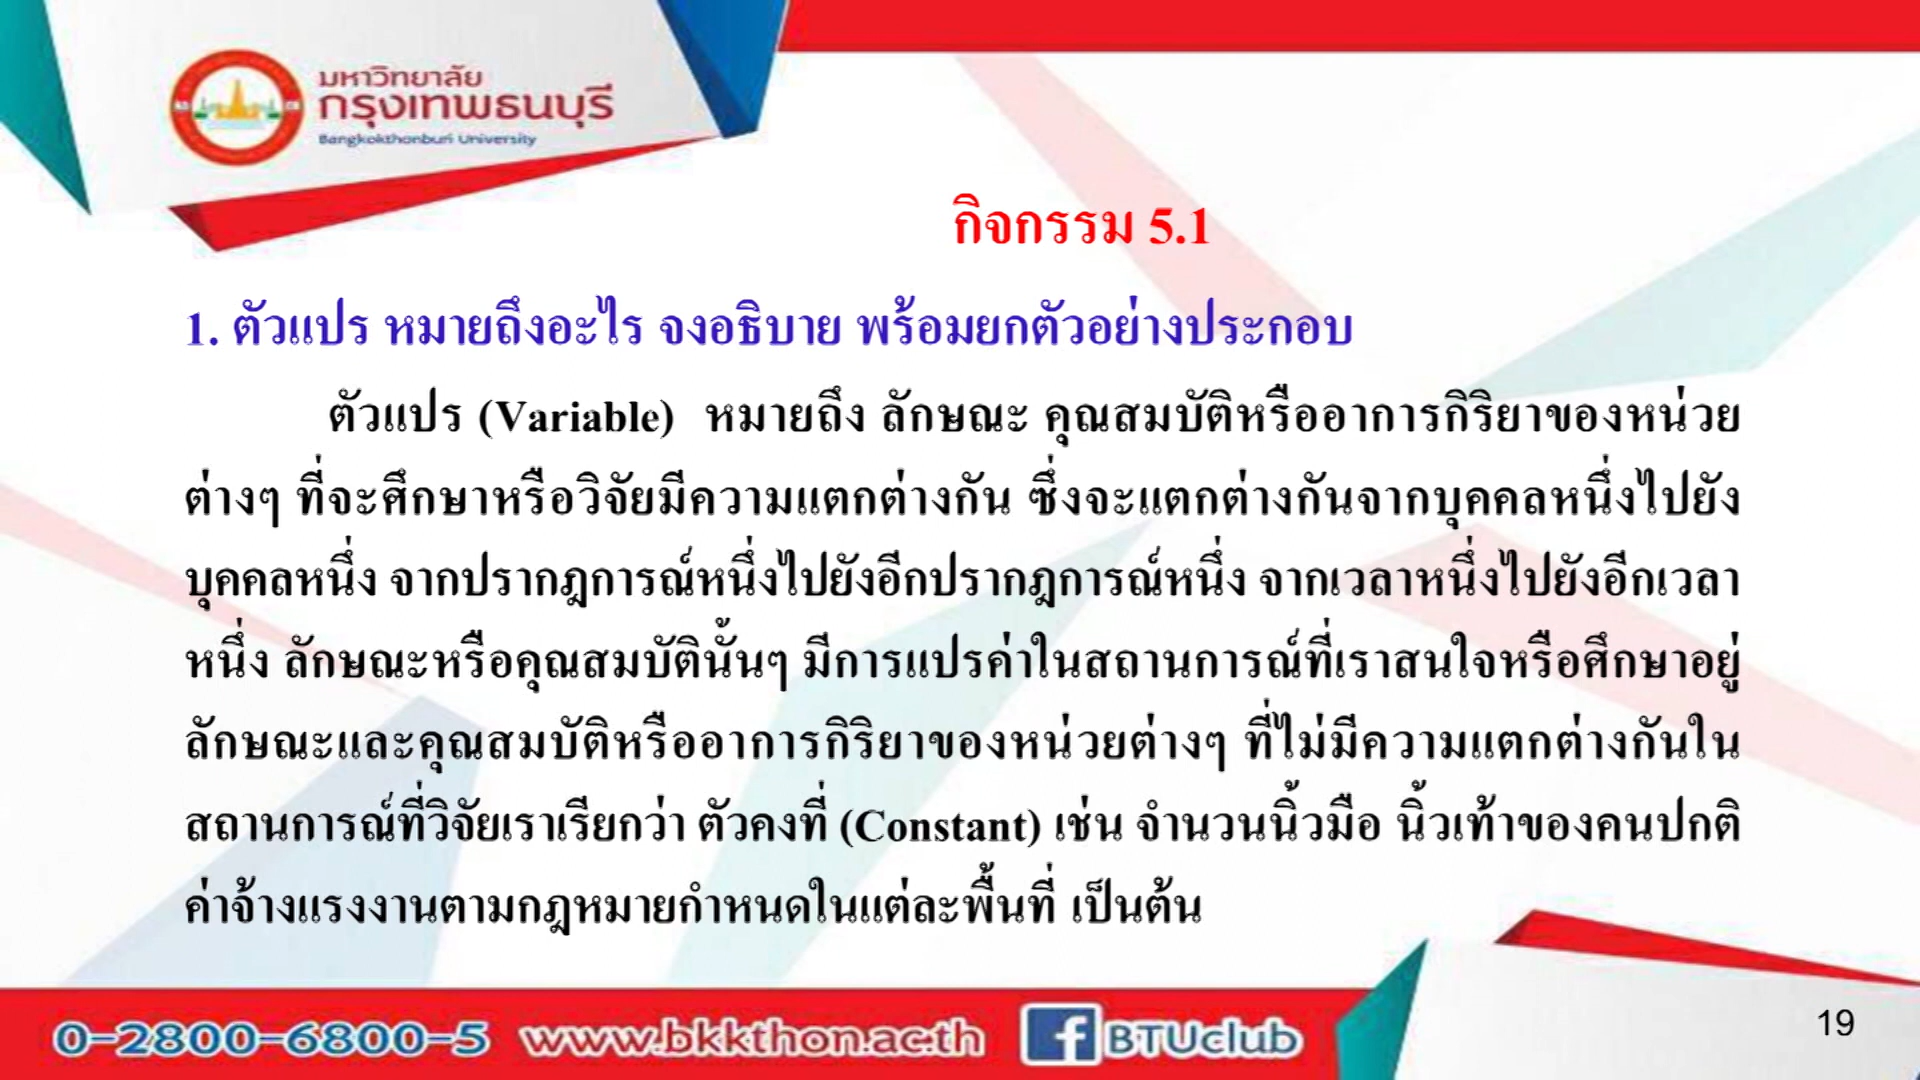 มหาวิทยาลัย
กรุงเทพธนบุรี
Bangkokthonburi University
กิจกรรม 5.1
1. ตัวแปร หมายถึงอะไร จงอธิบาย พร้อมยกตัวอย่างประกอบ
ตัวแปร (Variable) หมายถึง ลักษณะ คุณสมบัติหรืออาการกิริยาของหน่วย
ต่างๆ ที่จะศึกษาหรือวิจัยมีความแตกต่างกัน ซึ่งจะแตกต่างกันจากบุคคลหนึ่งไปยัง
บุคคลหนึ่ง จากปรากฏการณ์หนึ่งไปยังอีกปรากฏการณ์หนึ่ง จากเวลาหนึ่งไปยังอีกเวลา
หนึ่ง ลักษณะหรือคุณสมบัตินั้นๆ มีการแปรค่าในสถานการณ์ที่เราสนใจหรือศึกษาอยู่
ลักษณะและคุณสมบัติหรืออาการกิริยาของหน่วยต่างๆ ที่ไม่มีความแตกต่างกันใน
สถานการณ์ที่วิจัยเราเรียกว่า ตัวคงที่ (Constant) เช่น จำนวนนิ้วมือ นิ้วเท้าของคนปกติ
ค่าจ้างแรงงานตามกฎหมายกำหนดในแต่ละพื้นที่ เป็นต้น
0-2800-6800-5 www.bkkthon.ac.th f BTUclub
19